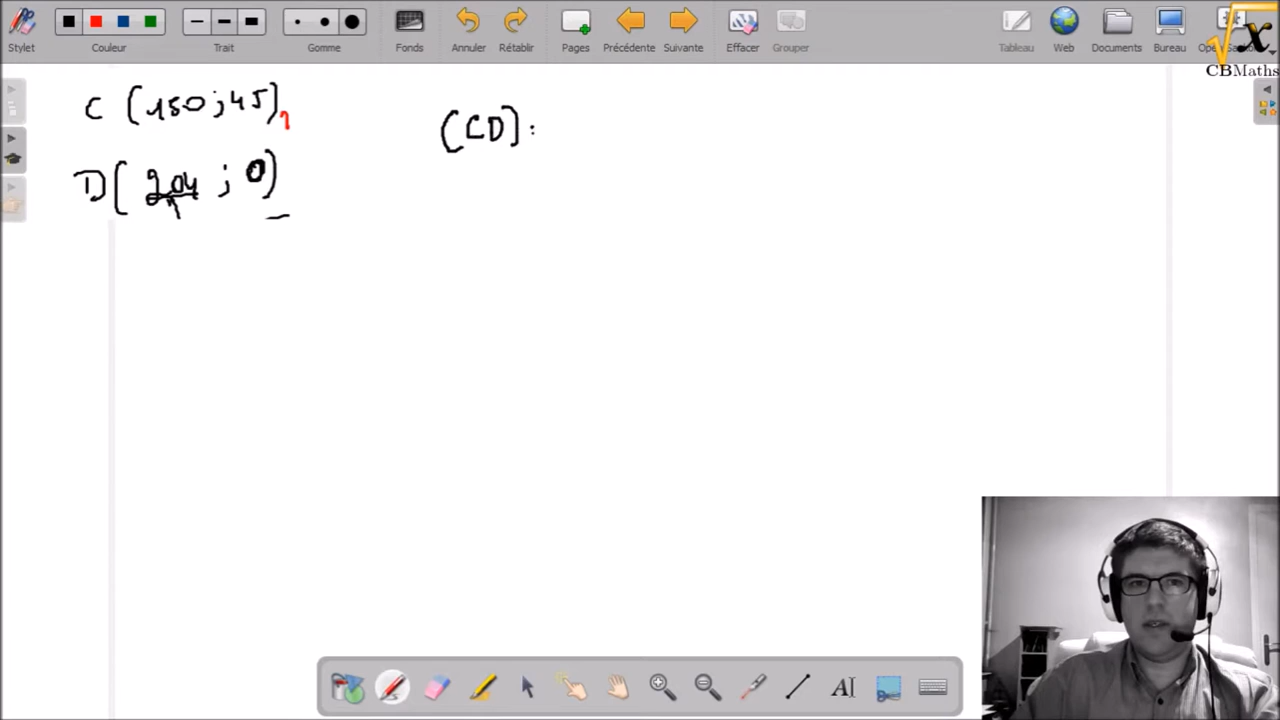 Stylet Couleur Trait Gomme Fonds Annuler Rétablir Pages Précédente Suivante Effacer Grouper Tableau Web Documents Bureau
CBMaths
C (150 ; 45)
(CD) :
D ( 204 ; 0)